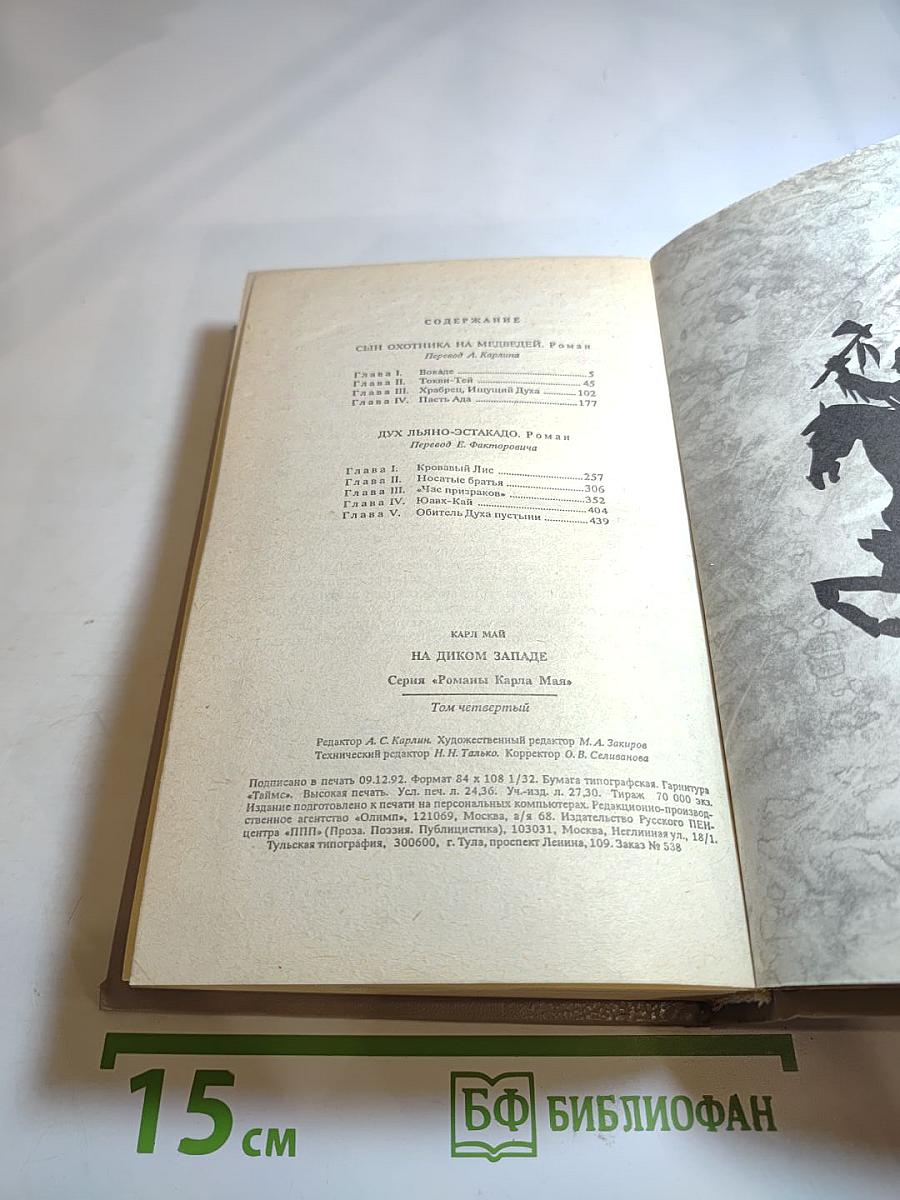 СОДЕРЖАНИЕ
СЫН ОХОТНИКА НА МЕДВЕДЕЙ. Роман
Перевод А. Карлина
Глава I. Вокаде ...... 5
Глава II. Токви-Тей ...... 45
Глава III. Храбрец, Ищущий Духа ...... 102
Глава IV. Пасть Ада ...... 177
ДУХ ЛЬЯНО-ЭСТАКАДО. Роман
Перевод Е. Факторовича
Глава I. Кровавый Лис ...... 257
Глава II. Носатые братья ...... 306
Глава III. «Час призраков» ...... 352
Глава IV. Юавх-Кай ...... 404
Глава V. Обитель Духа пустыни ...... 439
КАРЛ МАЙ
НА ДИКОМ ЗАПАДЕ
Серия «Романы Карла Мая»
Том четвертый
Редактор А. С. Карлин. Художественный редактор М. А. Закиров
Технический редактор Н. Н. Талько. Корректор О. В. Селиванова
Подписано в печать 09.12.92. Формат 84 х 108 1/32. Бумага типографская. Гарнитура
«Таймс». Высокая печать. Усл. печ. л. 24,36. Уч.-изд. л. 27,30. Тираж 70 000 экз.
Издание подготовлено к печати на персональных компьютерах. Редакционно-производ-
ственное агентство «Олимп», 121069, Москва, а/я 68. Издательство Русского ПЕН-
центра «ППП» (Проза. Поэзия. Публицистика), 103031, Москва, Неглинная ул., 18/1.
Тульская типография, 300600, г. Тула, проспект Ленина, 109. Заказ № 538
15 см
БФ БИБЛИОФАН